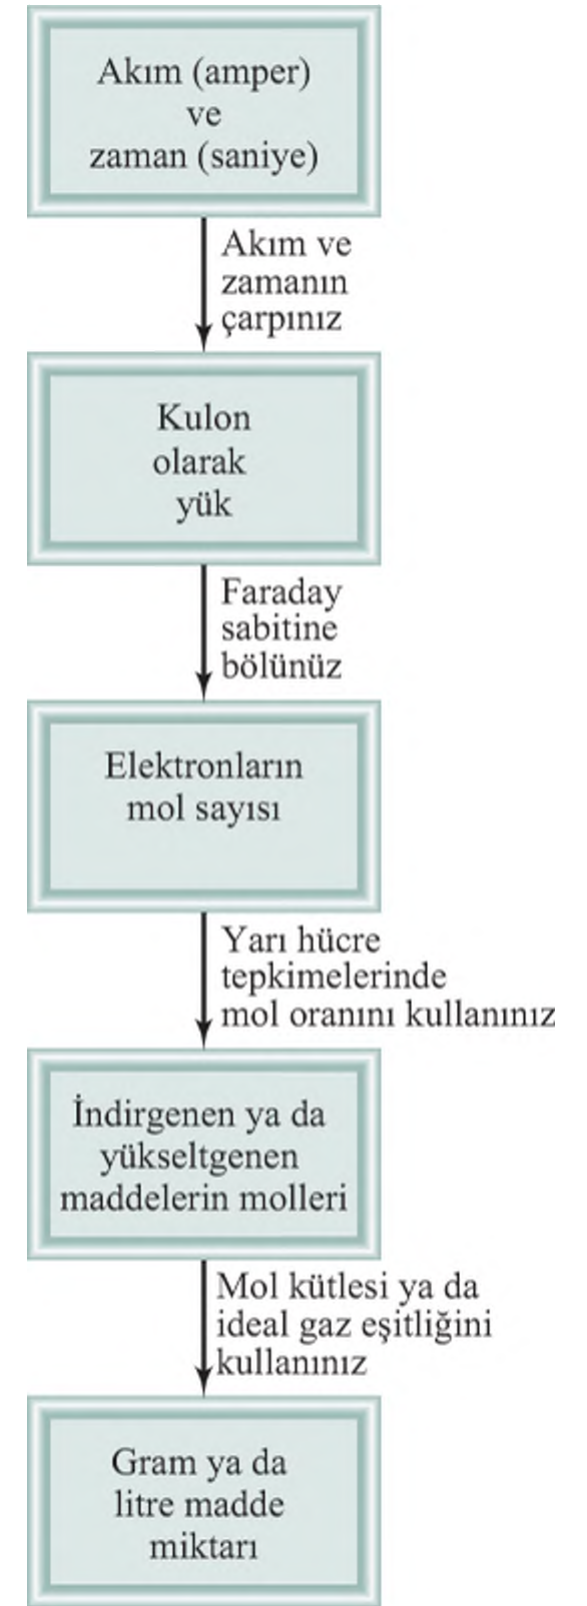 Akım (amper)
ve
zaman (saniye)
Akım ve
zamanın
çarpınız
Kulon
olarak
yük
Faraday
sabitine
bölünüz
Elektronların
mol sayısı
Yarı hücre
tepkimelerinde
mol oranını kullanınız
İndirgenen ya da
yükseltgenen
maddelerin molleri
Mol kütlesi ya da
ideal gaz eşitliğini
kullanınız
Gram ya da
litre madde
miktarı